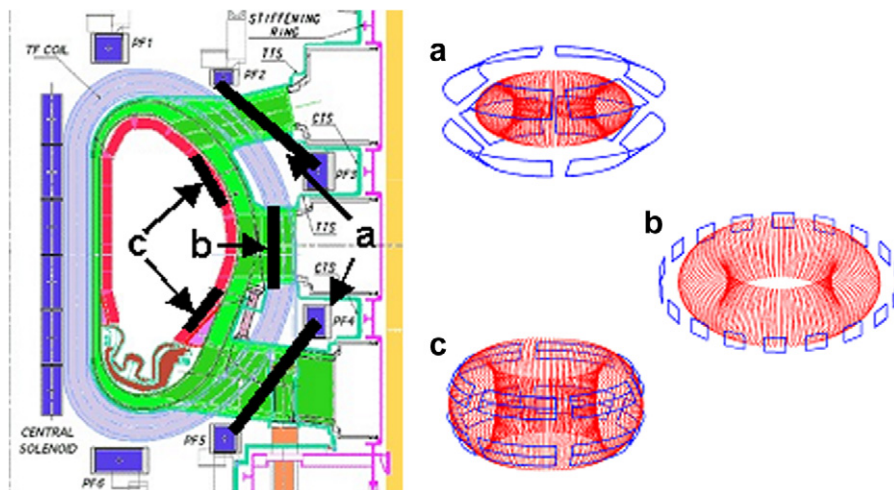 PF1
STIFFENING
RING
TTS
TF COIL
PF2
CTS
PF3
TTS
c
b
a
CTS
PF4
CENTRAL
SOLENOID
PF5
PF6
a
b
c